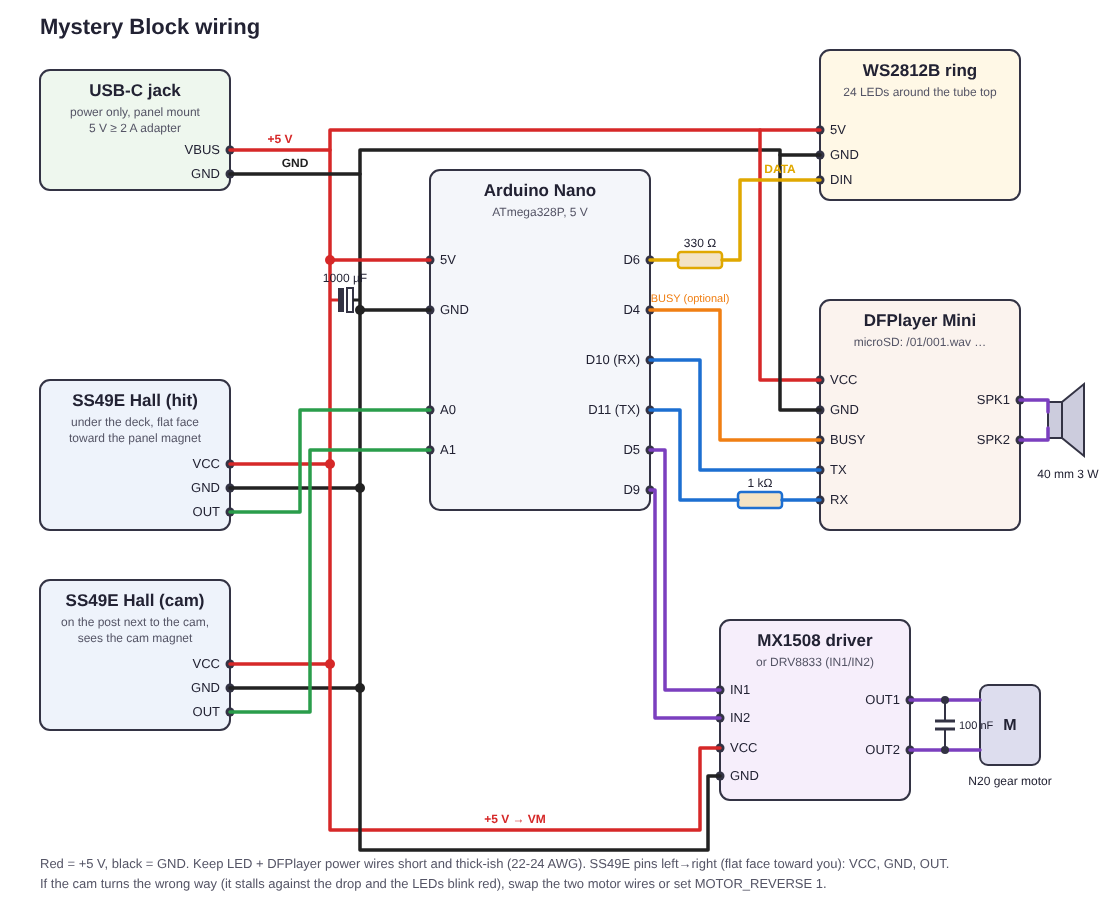 Mystery Block wiring
USB-C jack
power only, panel mount
5 V ≥ 2 A adapter
VBUS
GND
+5 V
GND
WS2812B ring
24 LEDs around the tube top
5V
GND
DIN
DATA
Arduino Nano
ATmega328P, 5 V
5V
GND
A0
A1
D6
D4
D10 (RX)
D11 (TX)
D5
D9
1000 µF
330 Ω
BUSY (optional)
1 kΩ
DFPlayer Mini
microSD: /01/001.wav …
VCC
GND
BUSY
TX
RX
SPK1
SPK2
40 mm 3 W
SS49E Hall (hit)
under the deck, flat face
toward the panel magnet
VCC
GND
OUT
SS49E Hall (cam)
on the post next to the cam,
sees the cam magnet
VCC
GND
OUT
MX1508 driver
or DRV8833 (IN1/IN2)
IN1
IN2
VCC
GND
OUT1
OUT2
100 nF
M
N20 gear motor
+5 V → VM
Red = +5 V, black = GND. Keep LED + DFPlayer power wires short and thick-ish (22-24 AWG). SS49E pins left→right (flat face toward you): VCC, GND, OUT.
If the cam turns the wrong way (it stalls against the drop and the LEDs blink red), swap the two motor wires or set MOTOR_REVERSE 1.